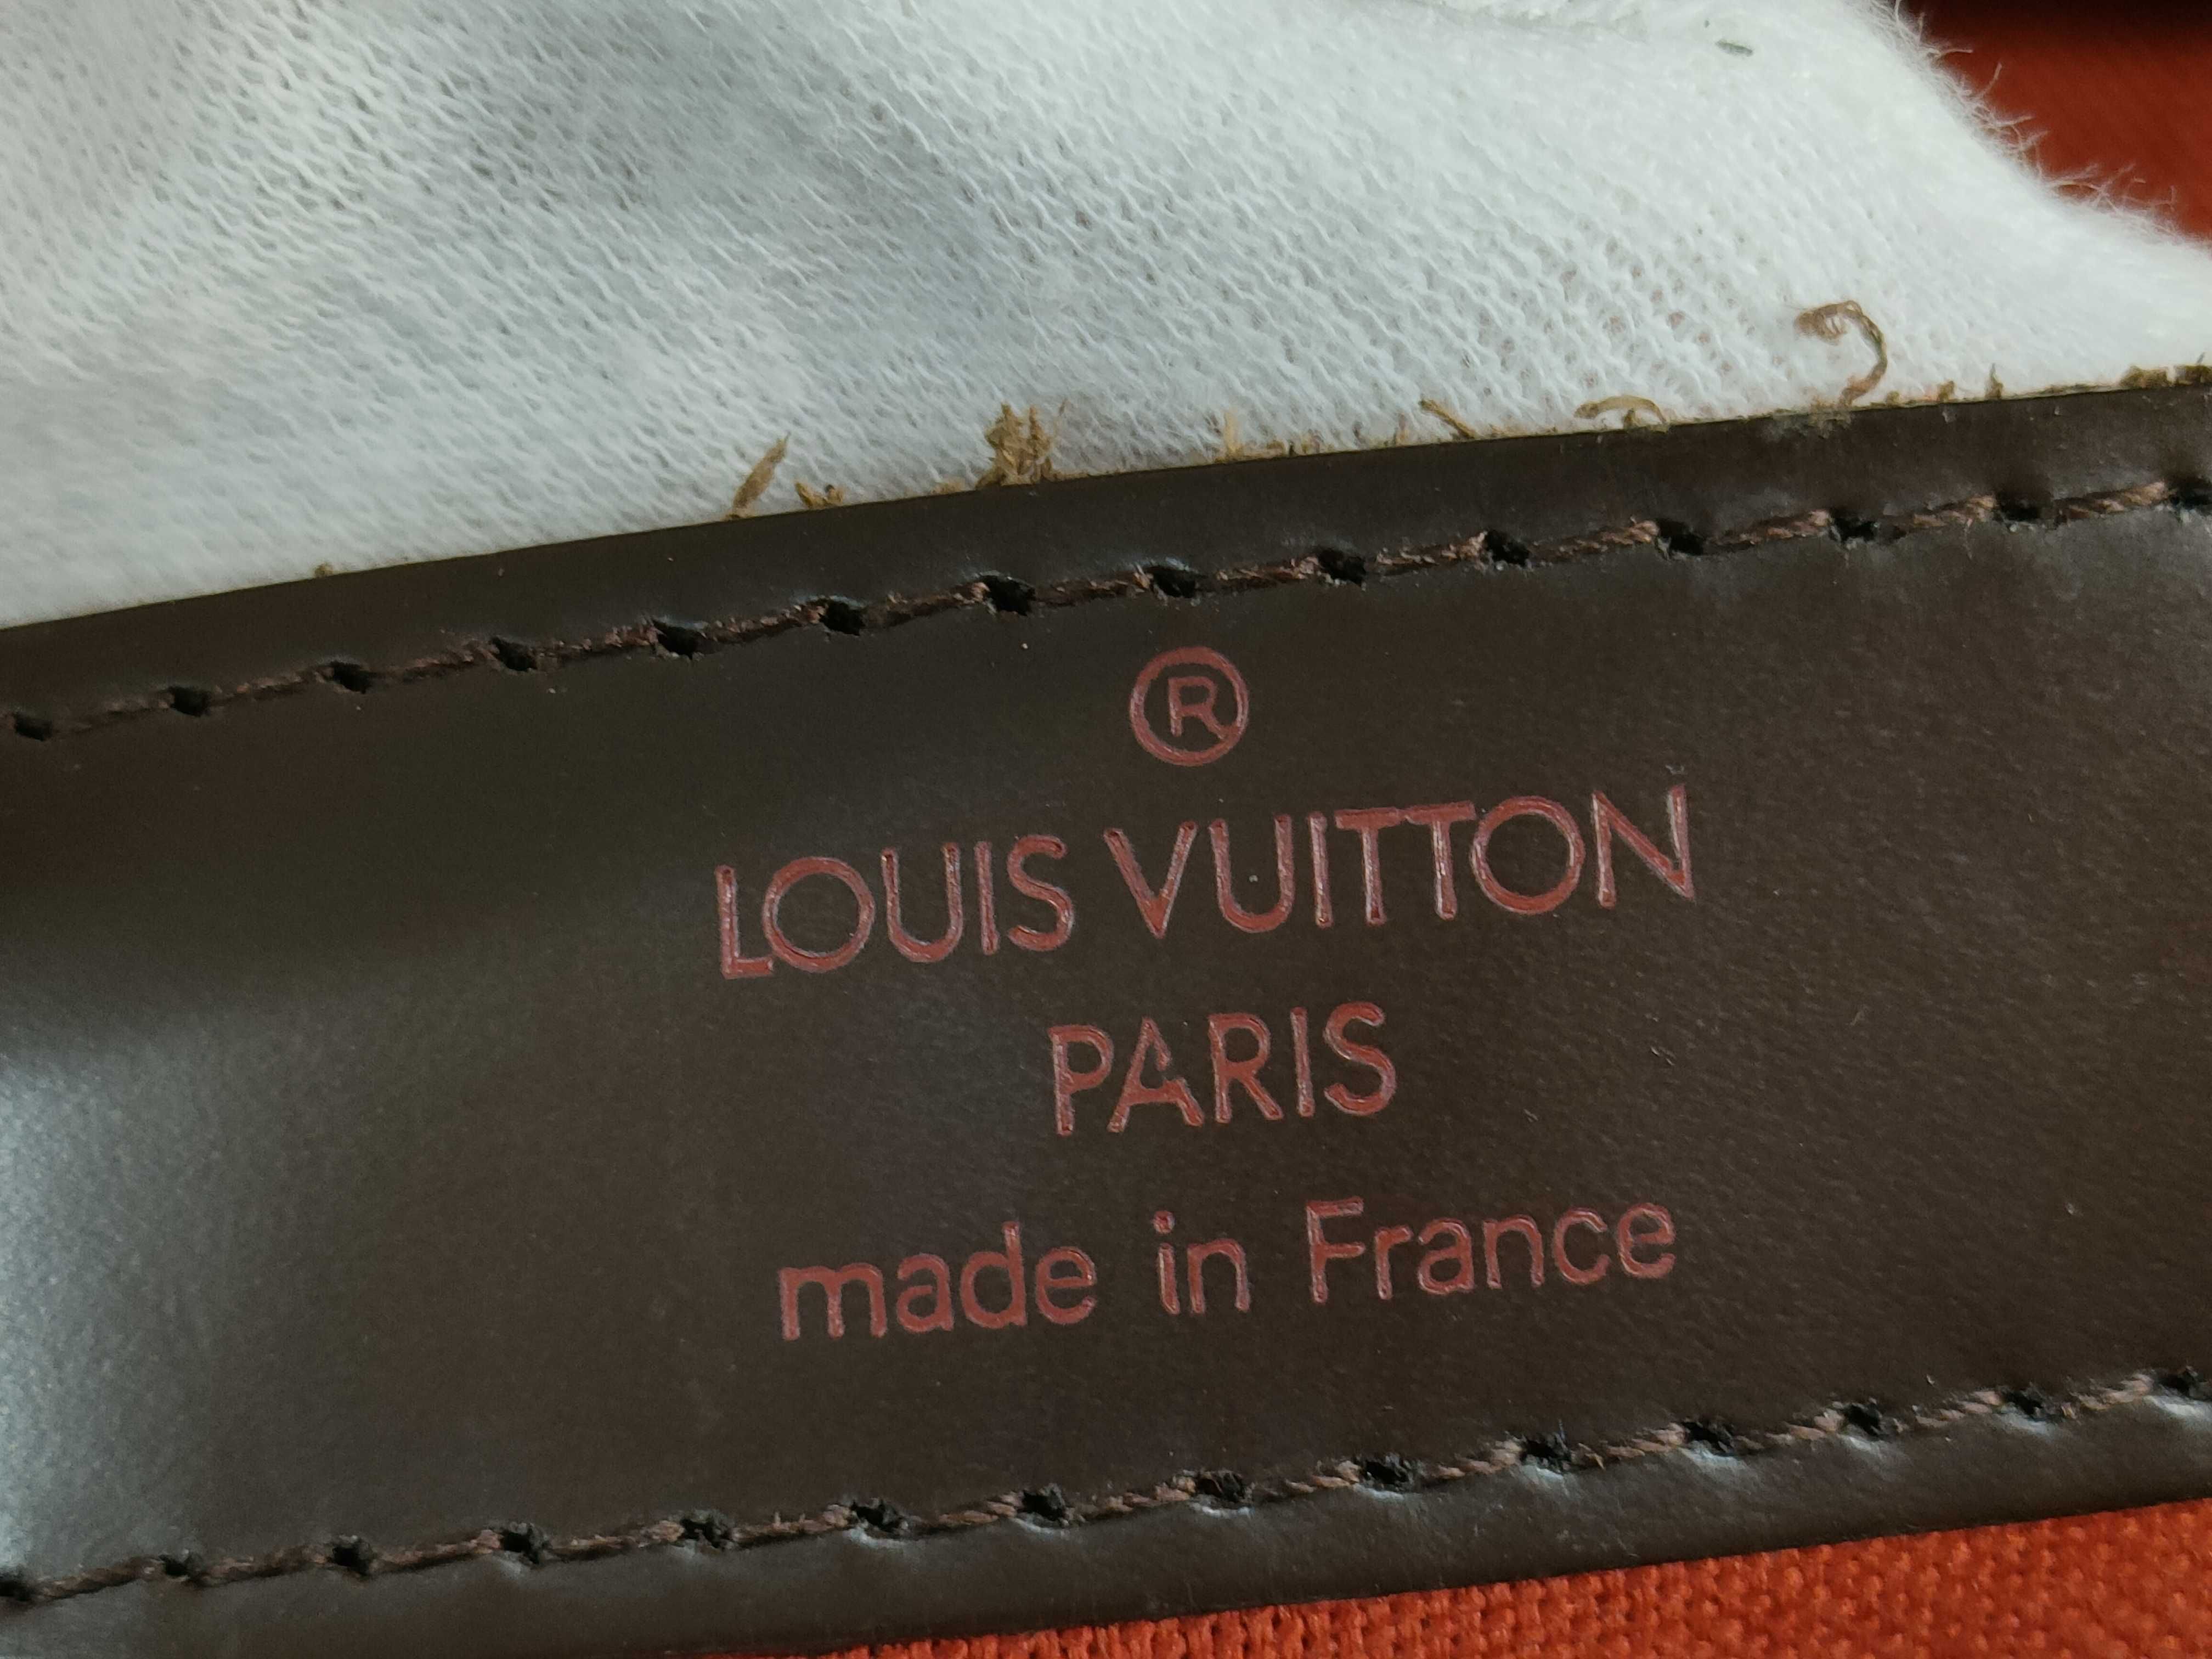 ®
LOUIS VUITTON
PARIS
made in France